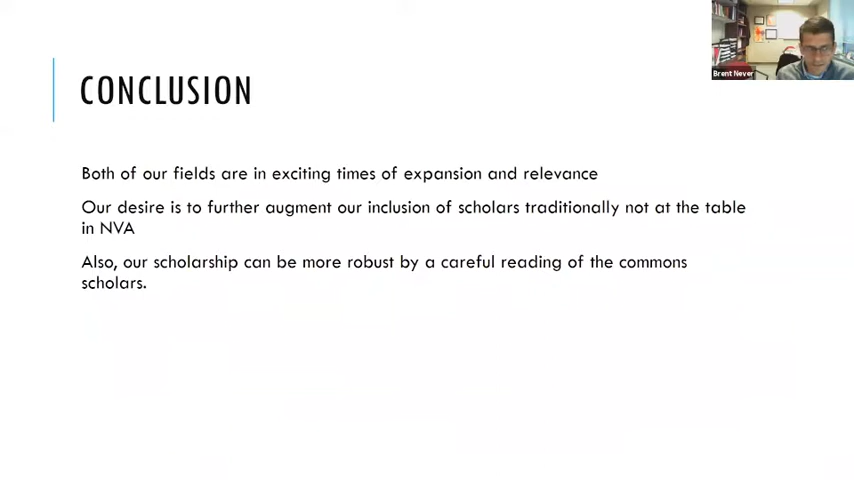 Brent Never
CONCLUSION
Both of our fields are in exciting times of expansion and relevance
Our desire is to further augment our inclusion of scholars traditionally not at the table
in NVA
Also, our scholarship can be more robust by a careful reading of the commons
scholars.